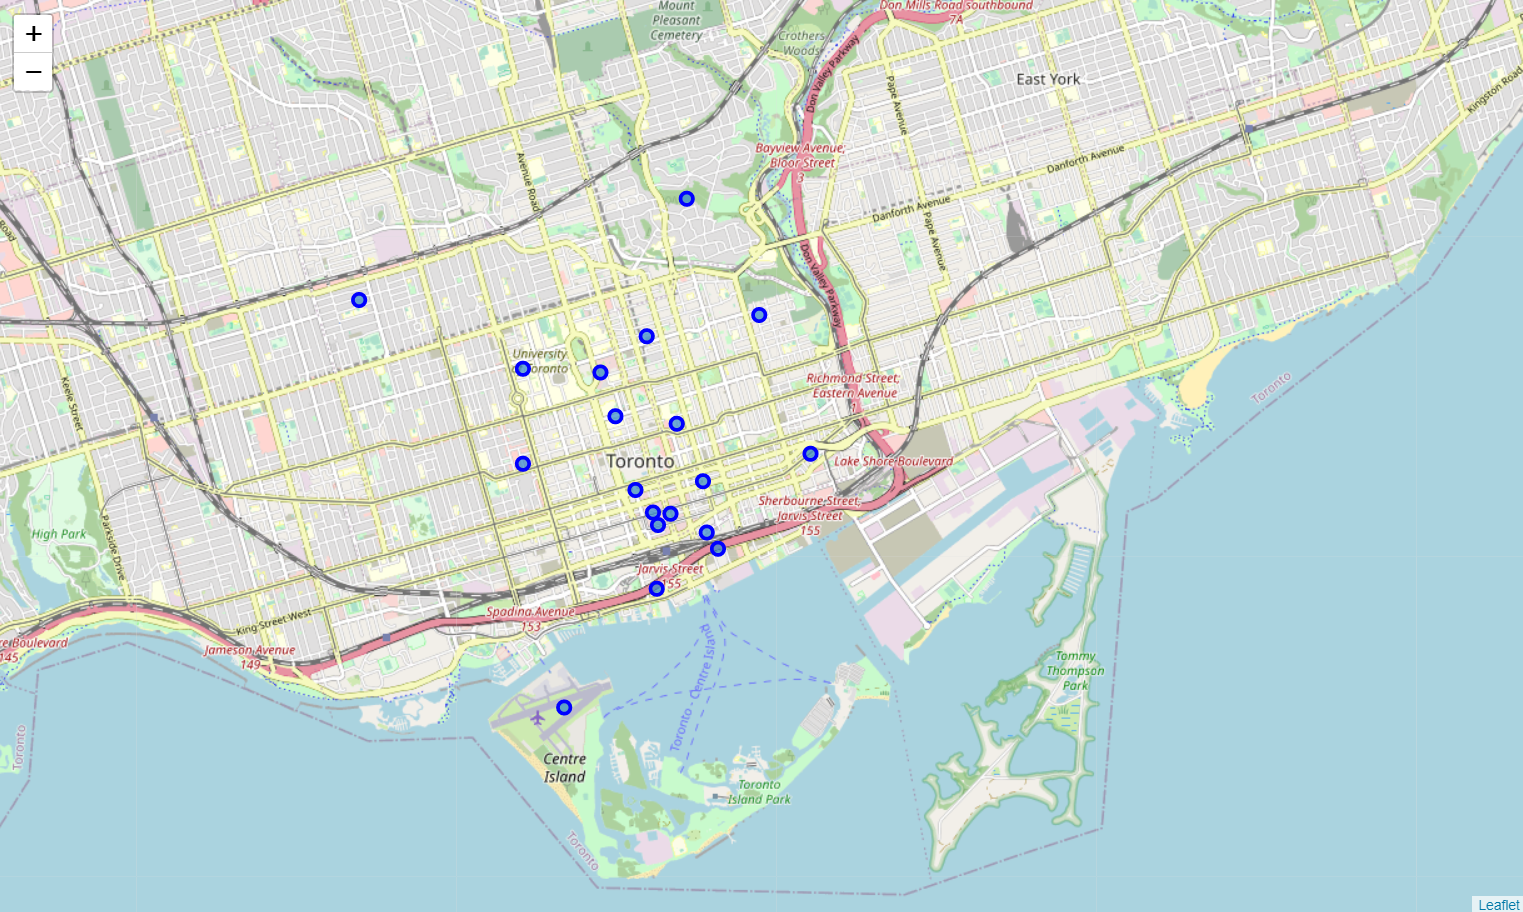 +
−
Mount
Pleasant
Cemetery
Crothers
Woods
Don Mills Road southbound
7A
Don Valley Parkway
East York
Pape Avenue
Kingston Road
Avenue Road
Bayview Avenue;
Bloor Street
3
Danforth Avenue
Danforth Avenue
Pape Avenue
Road
Don Valley Parkway
University
Toronto
Keele Street
Richmond Street;
Eastern Avenue
Toronto
Toronto
Lake Shore Boulevard
Sherbourne Street;
Jarvis Street
155
High Park
Parkside Drive
Jarvis Street
155
Spadina Avenue
153
King Street West
re Boulevard
145
Jameson Avenue
149
Toronto - Centre Island
Tommy
Thompson
Park
Toronto
Centre
Island
Toronto
Island Park
Toronto
Leaflet